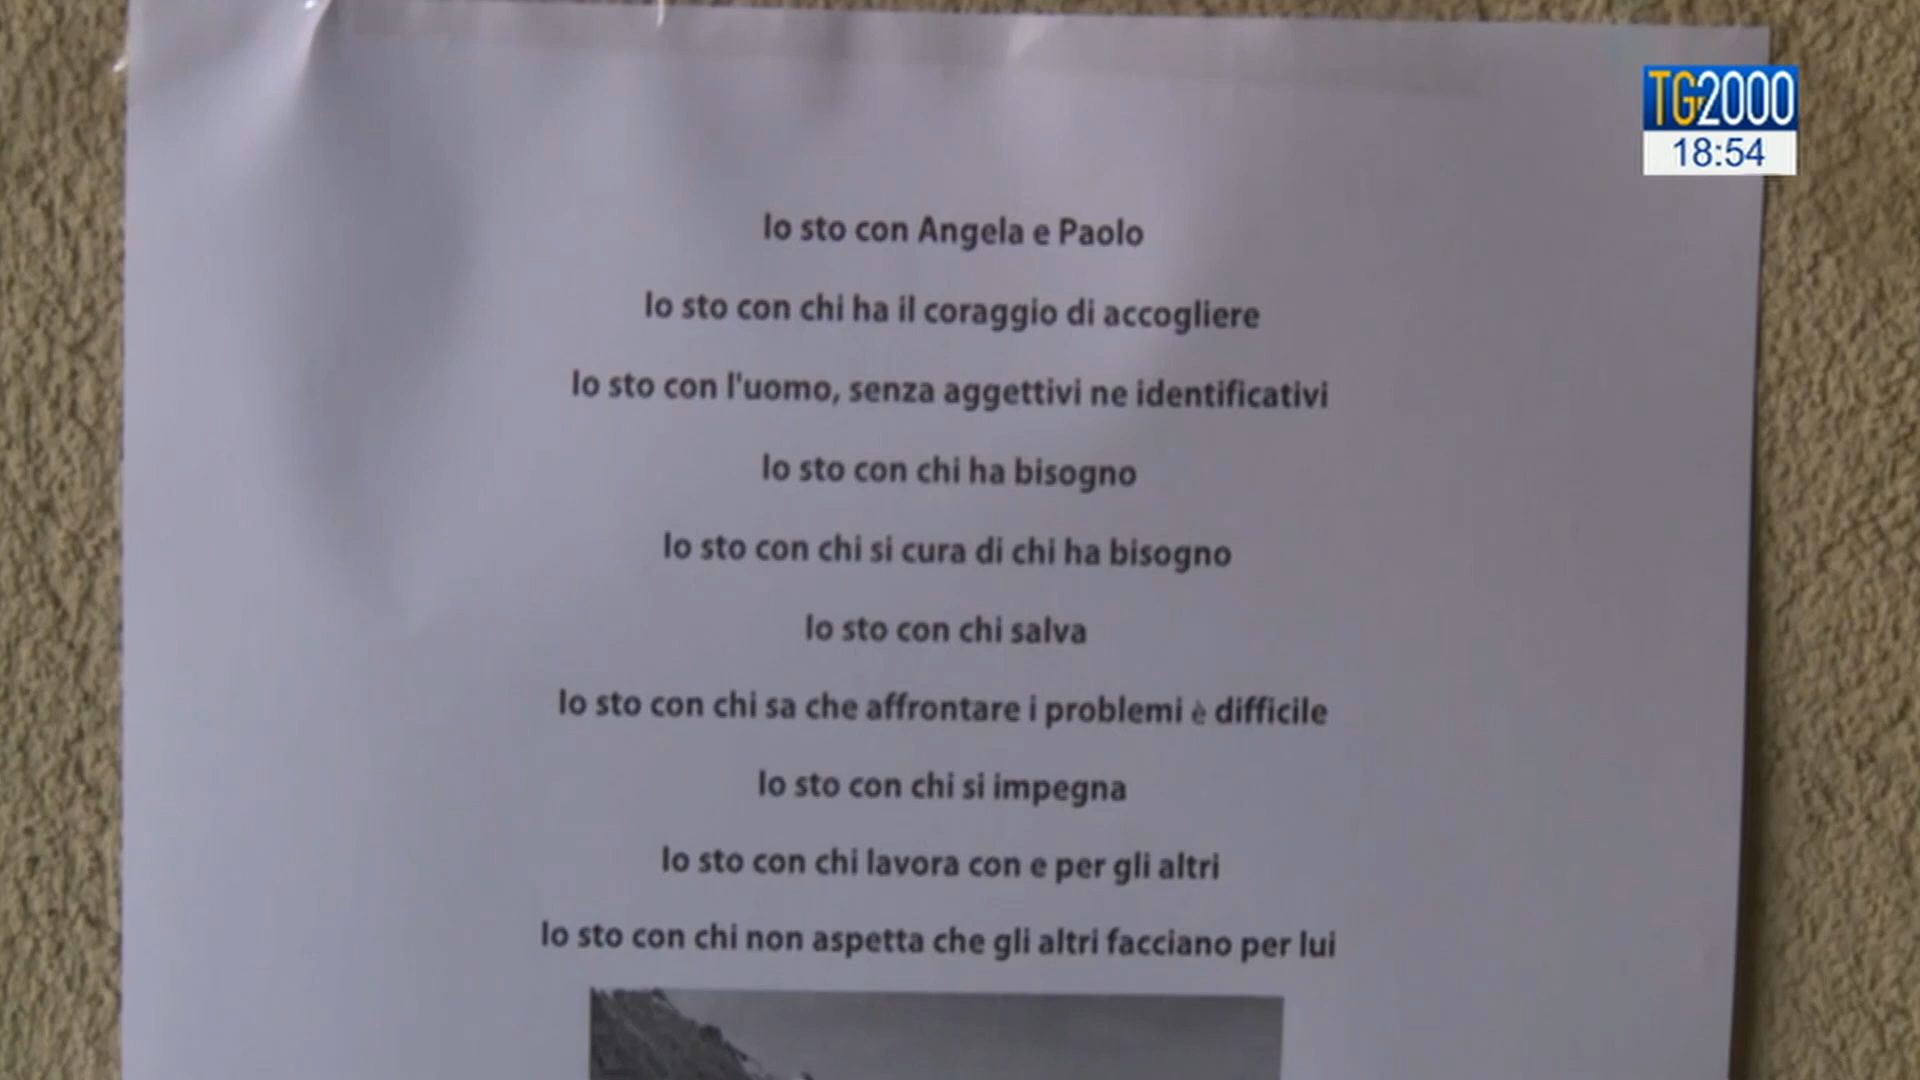 TG2000
18:54
Io sto con Angela e Paolo
Io sto con chi ha il coraggio di accogliere
Io sto con l'uomo, senza aggettivi ne identificativi
Io sto con chi ha bisogno
Io sto con chi si cura di chi ha bisogno
Io sto con chi salva
Io sto con chi sa che affrontare i problemi è difficile
Io sto con chi si impegna
Io sto con chi lavora con e per gli altri
Io sto con chi non aspetta che gli altri facciano per lui